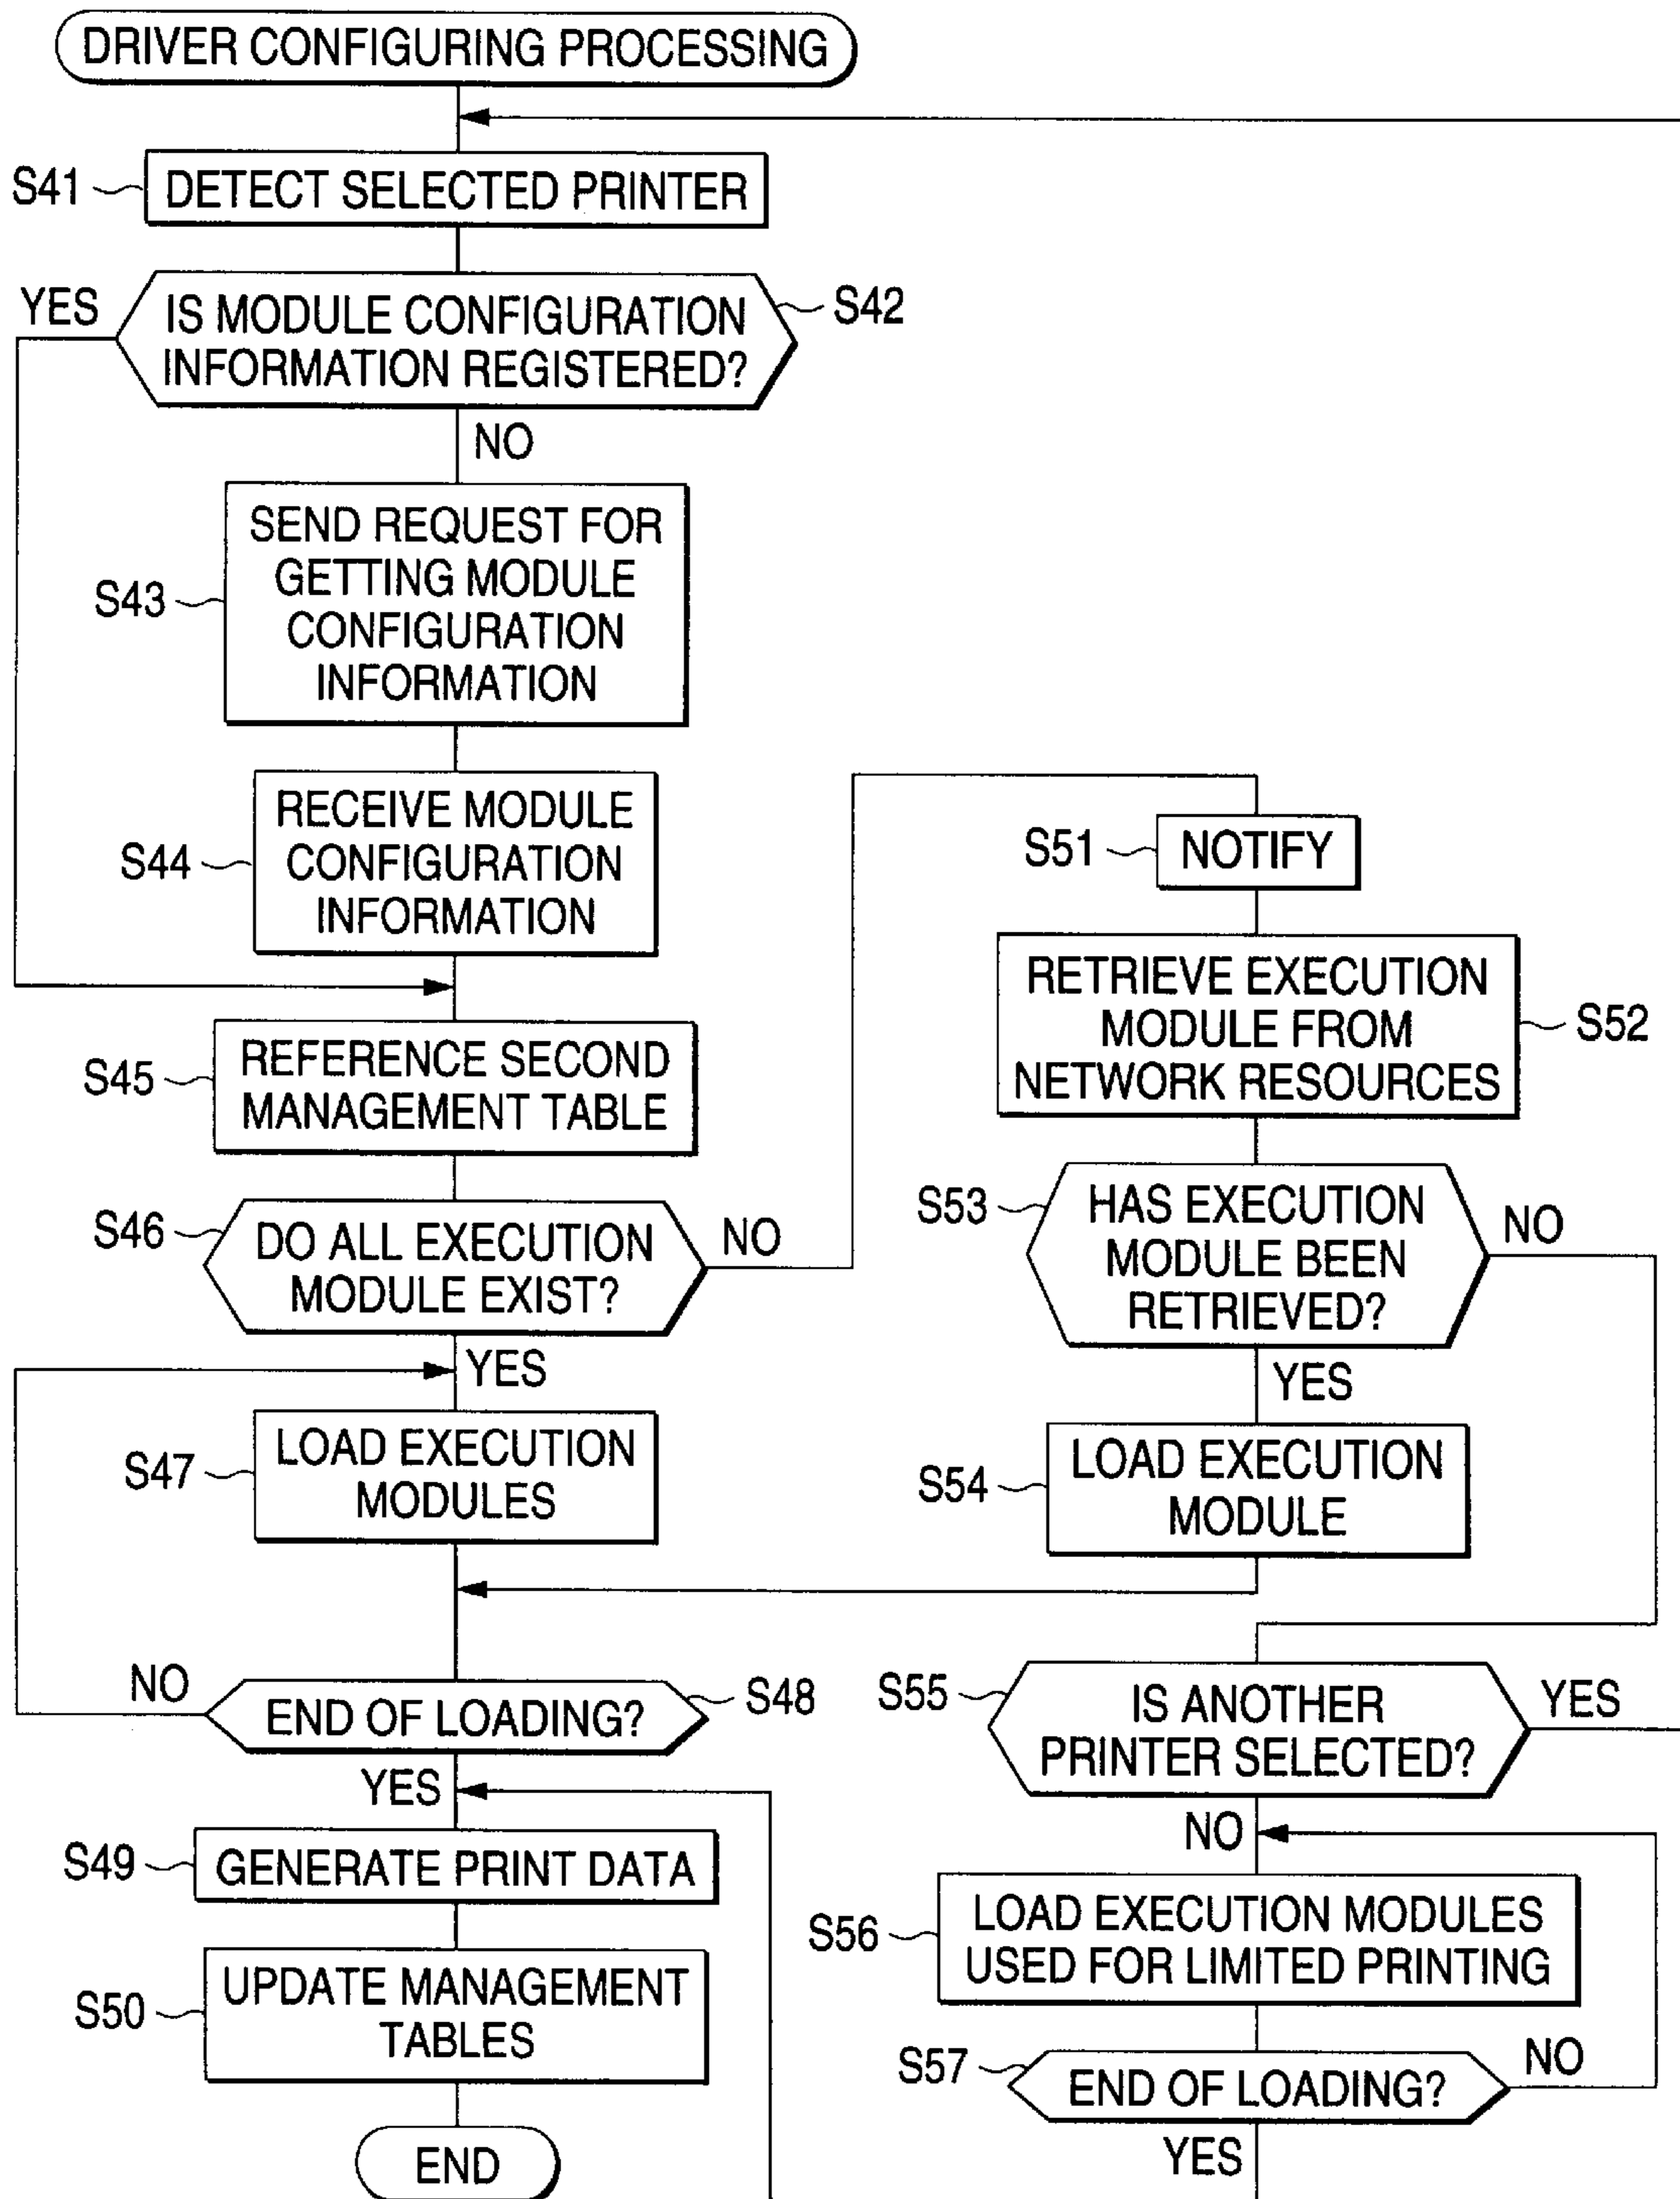 DRIVER CONFIGURING PROCESSING
S41
DETECT SELECTED PRINTER
YES
IS MODULE CONFIGURATION
INFORMATION REGISTERED?
S42
NO
S43
SEND REQUEST FOR
GETTING MODULE
CONFIGURATION
INFORMATION
S44
RECEIVE MODULE
CONFIGURATION
INFORMATION
S45
REFERENCE SECOND
MANAGEMENT TABLE
S46
DO ALL EXECUTION
MODULE EXIST?
NO
YES
S47
LOAD EXECUTION
MODULES
NO
END OF LOADING?
S48
YES
S49
GENERATE PRINT DATA
S50
UPDATE MANAGEMENT
TABLES
END
S51
NOTIFY
RETRIEVE EXECUTION
MODULE FROM
NETWORK RESOURCES
S52
S53
HAS EXECUTION
MODULE BEEN
RETRIEVED?
NO
YES
S54
LOAD EXECUTION
MODULE
S55
IS ANOTHER
PRINTER SELECTED?
YES
NO
S56
LOAD EXECUTION MODULES
USED FOR LIMITED PRINTING
S57
END OF LOADING?
NO
YES